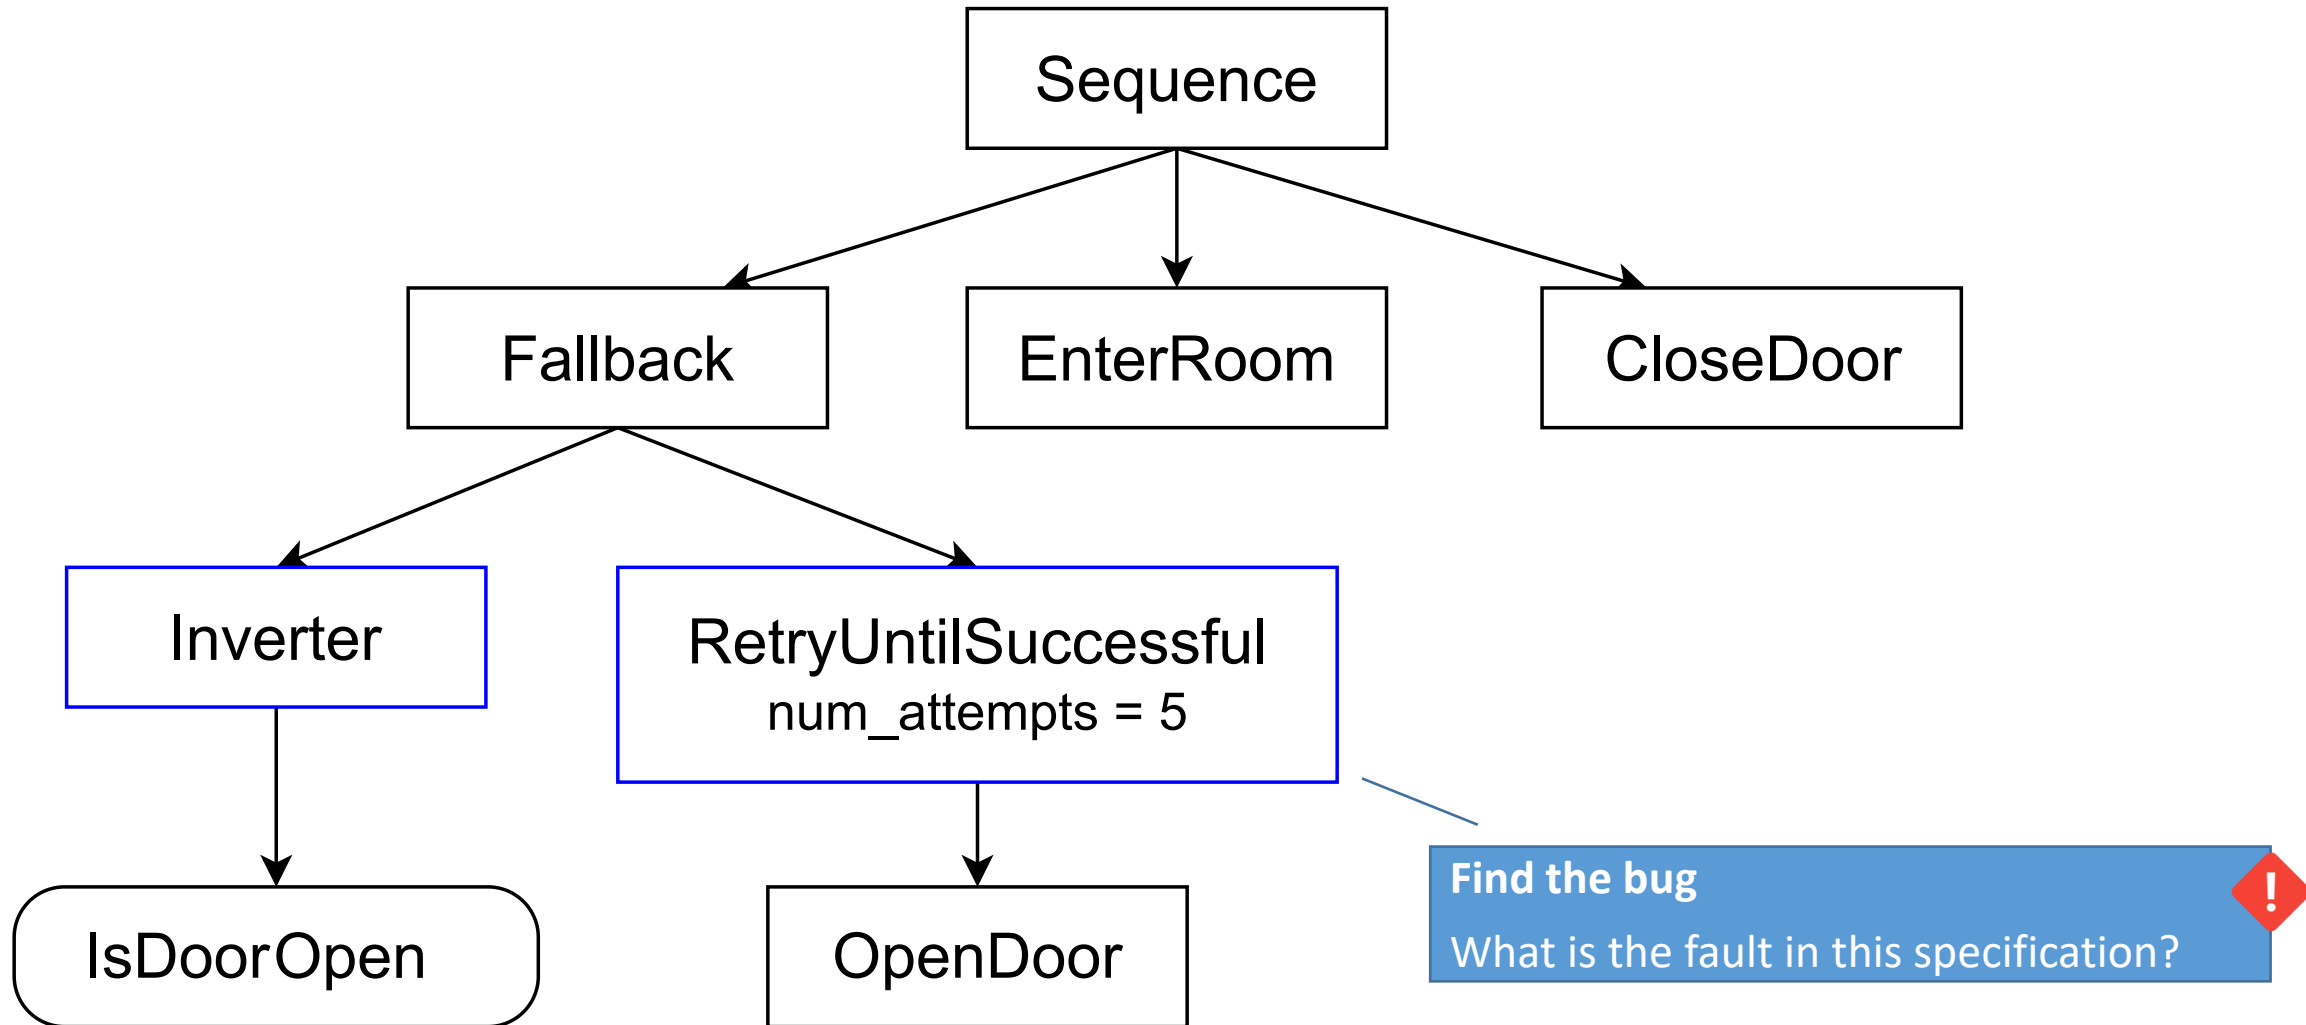 Sequence
Fallback
EnterRoom
CloseDoor
Inverter
RetryUntilSuccessful
num_attempts = 5
IsDoorOpen
OpenDoor
Find the bug
!
What is the fault in this specification?